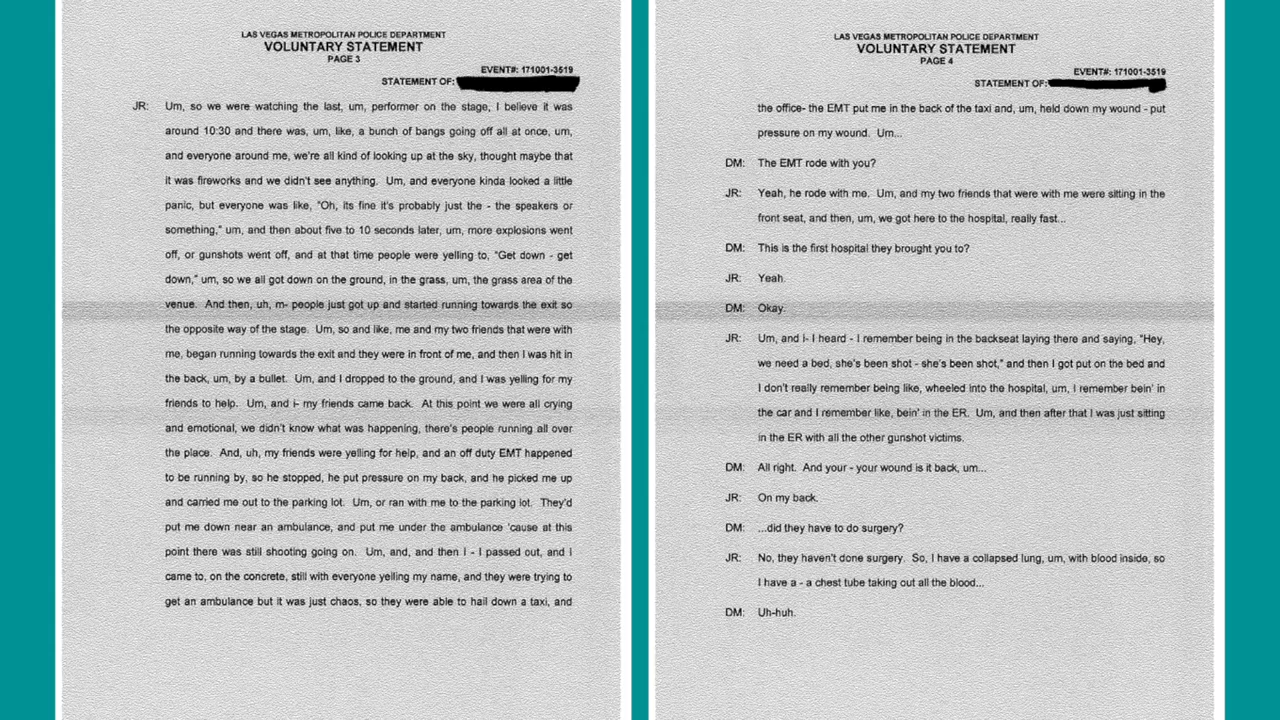 LAS VEGAS METROPOLITAN POLICE DEPARTMENT
VOLUNTARY STATEMENT
PAGE 3
EVENT#: 171001-3519
STATEMENT OF:
JR: Um, so we were watching the last, um, performer on the stage, I believe it was
around 10:30 and there was, um, like, a bunch of bangs going off all at once, um,
and everyone around me, we're all kind of looking up at the sky, thought maybe that
it was fireworks and we didn't see anything. Um, and everyone kinda looked a little
panic, but everyone was like, "Oh, its fine it's probably just the - the speakers or
something," um, and then about five to 10 seconds later, um, more explosions went
off, or gunshots went off, and at that time people were yelling to, "Get down - get
down," um, so we all got down on the ground, in the grass, um, the grass area of the
venue. And then, uh, m- people just got up and started running towards the exit so
the opposite way of the stage. Um, so and like, me and my two friends that were with
me, began running towards the exit and they were in front of me, and then I was hit in
the back, um, by a bullet. Um, and I dropped to the ground, and I was yelling for my
friends to help. Um, and i- my friends came back. At this point we were all crying
and emotional, we didn't know what was happening, there's people running all over
the place. And, uh, my friends were yelling for help, and an off duty EMT happened
to be running by, so he stopped, he put pressure on my back, and he picked me up
and carried me out to the parking lot. Um, or ran with me to the parking lot. They'd
put me down near an ambulance, and put me under the ambulance 'cause at this
point there was still shooting going on. Um, and, and then I - I passed out, and I
came to, on the concrete, still with everyone yelling my name, and they were trying to
get an ambulance but it was just chaos, so they were able to hail down a taxi, and
LAS VEGAS METROPOLITAN POLICE DEPARTMENT
VOLUNTARY STATEMENT
PAGE 4
EVENT#: 171001-3519
STATEMENT OF:
the office- the EMT put me in the back of the taxi and, um, held down my wound - put
pressure on my wound. Um...
DM: The EMT rode with you?
JR: Yeah, he rode with me. Um, and my two friends that were with me were sitting in the
front seat, and then, um, we got here to the hospital, really fast...
DM: This is the first hospital they brought you to?
JR: Yeah.
DM: Okay.
JR: Um, and i- I heard - I remember being in the backseat laying there and saying, "Hey,
we need a bed, she's been shot - she's been shot," and then I got put on the bed and
I don't really remember being like, wheeled into the hospital, um, I remember bein' in
the car and I remember like, bein' in the ER. Um, and then after that I was just sitting
in the ER with all the other gunshot victims.
DM: All right. And your - your wound is it back, um...
JR: On my back.
DM: ...did they have to do surgery?
JR: No, they haven't done surgery. So, I have a collapsed lung, um, with blood inside, so
I have a - a chest tube taking out all the blood...
DM: Uh-huh.